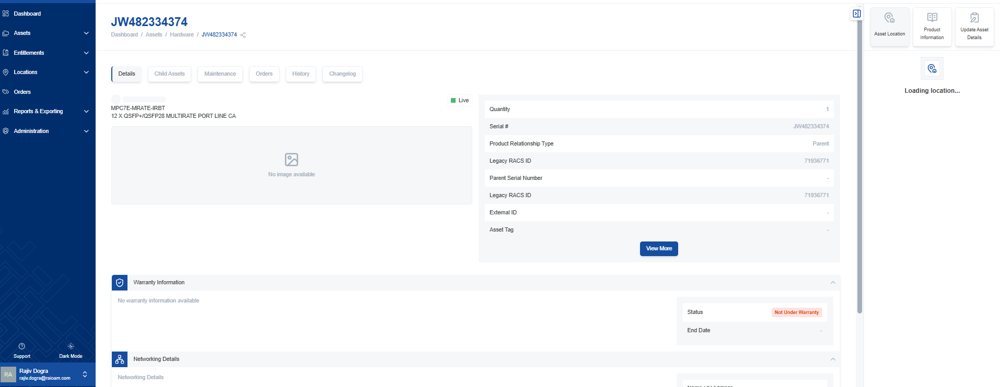 Dashboard
Assets
Entitlements
Locations
Orders
Reports & Exporting
Administration
Support
Dark Mode
RA
Rajiv Dogra
rajiv.dogra@raioam.com
JW482334374
Dashboard / Assets / Hardware / JW482334374
Details
Child Assets
Maintenance
Orders
History
Changelog
Live
MPC7E-MRATE-IRBT
12 X QSFP+/QSFP28 MULTIRATE PORT LINE CA
No image available
Quantity 1
Serial # JW482334374
Product Relationship Type Parent
Legacy RACS ID 71936771
Parent Serial Number -
Legacy RACS ID 71936771
External ID -
Asset Tag -
View More
Warranty Information
No warranty information available
Status Not Under Warranty
End Date -
Networking Details
Networking Details
Asset Location
Product
Information
Update Asset
Details
Loading location...